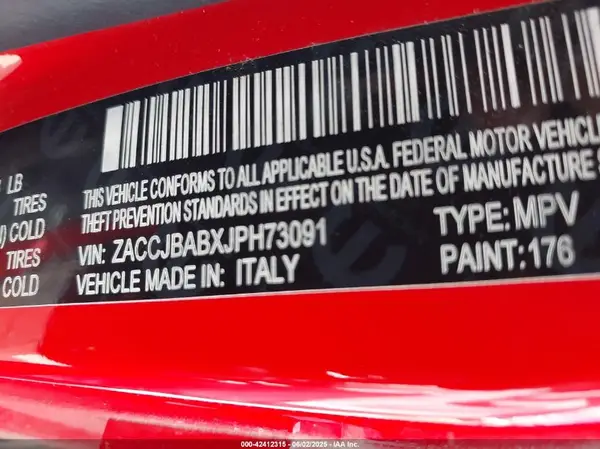 LB
TIRES
COLD
TIRES
COLD
THIS VEHICLE CONFORMS TO ALL APPLICABLE U.S.A. FEDERAL MOTOR VEHICLE
THEFT PREVENTION STANDARDS IN EFFECT ON THE DATE OF MANUFACTURE
VIN: ZACCJBABXJPH73091 TYPE: MPV
VEHICLE MADE IN: ITALY PAINT: 176
000-42412315 - 06/02/2025 - IAA Inc.